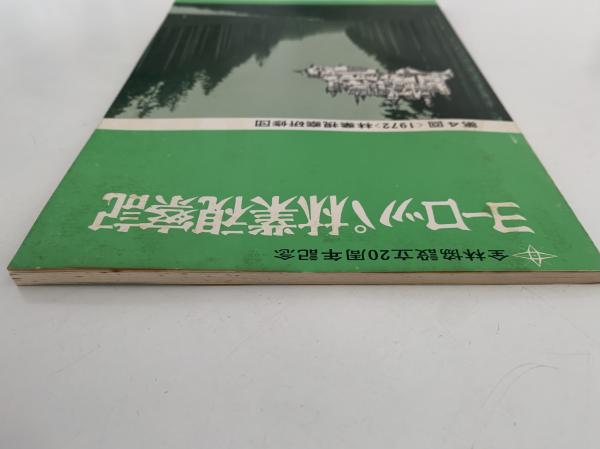 全林協設立20周年記念
ヨーロッパ林業視察記
第4回〈1972〉林業視察研修団